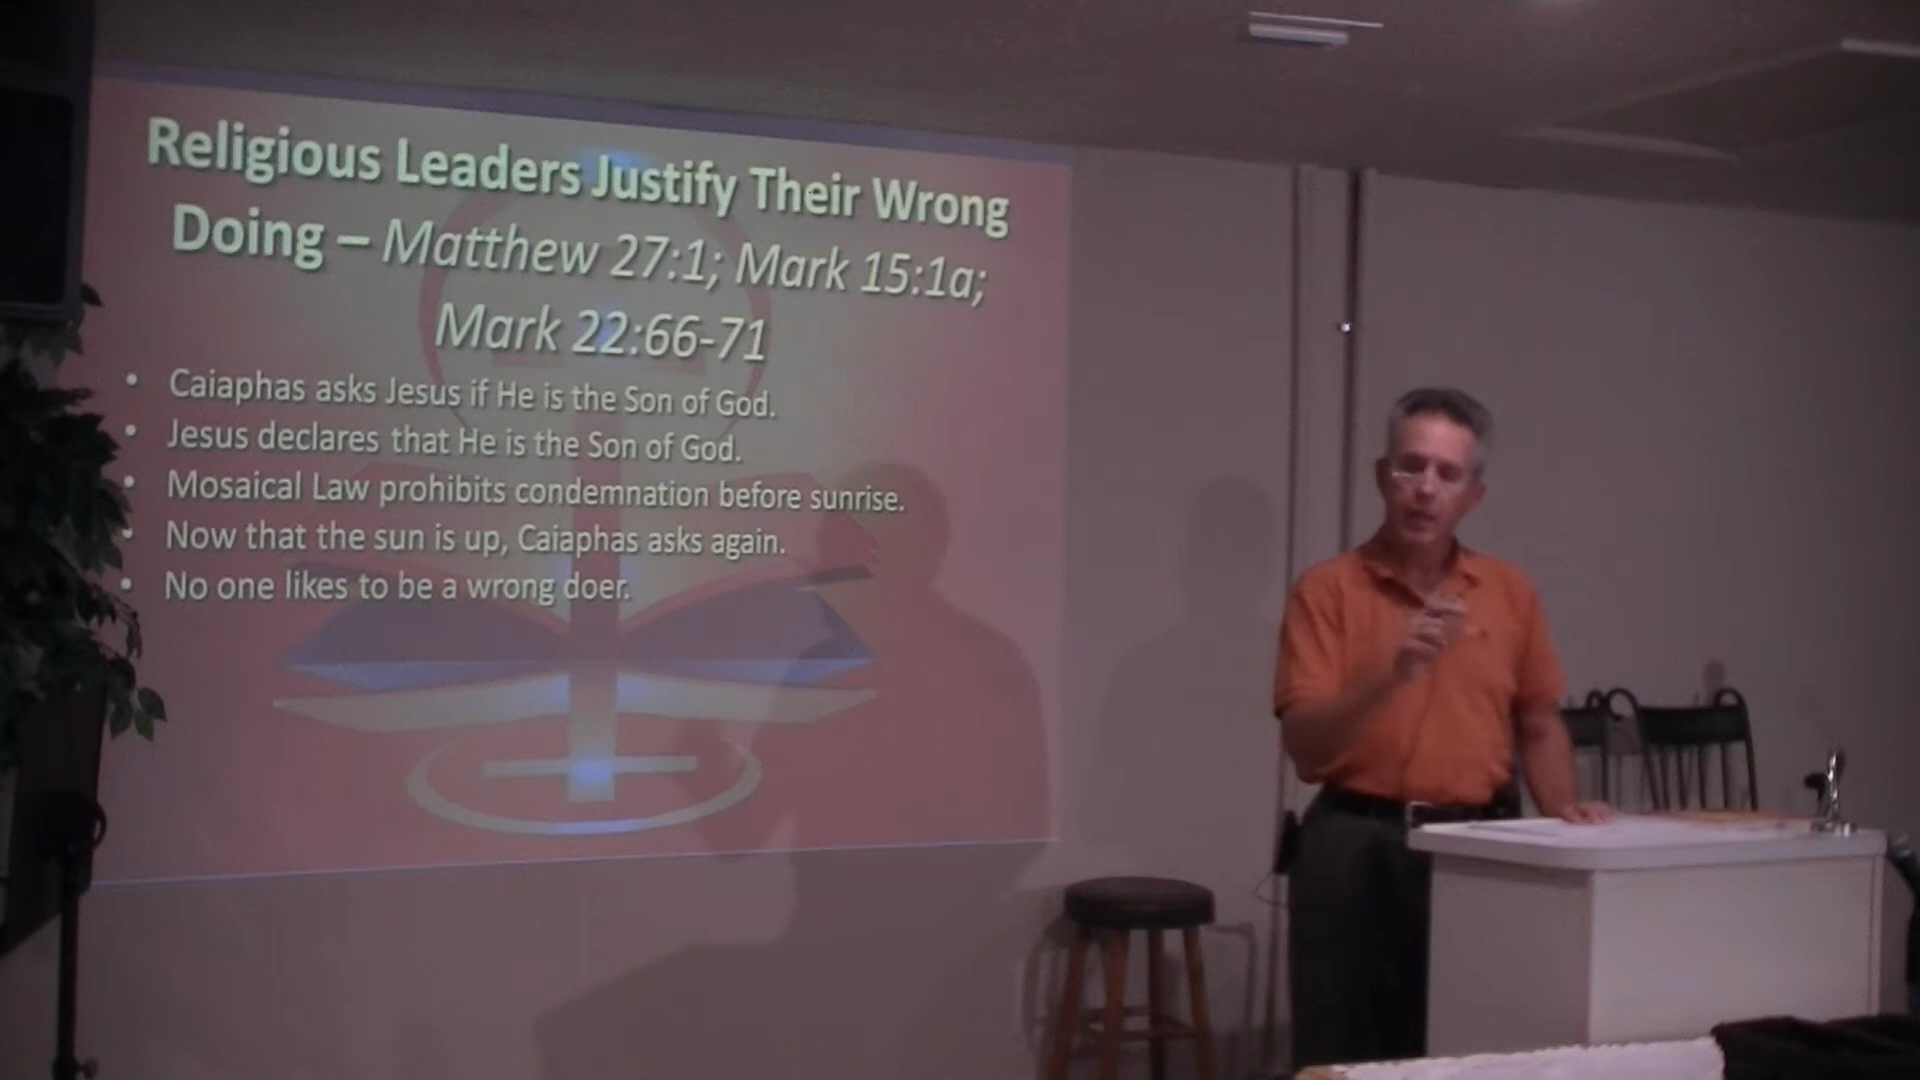 Religious Leaders Justify Their Wrong
Doing – Matthew 27:1; Mark 15:1a;
Mark 22:66-71
• Caiaphas asks Jesus if He is the Son of God.
• Jesus declares that He is the Son of God.
• Mosaical Law prohibits condemnation before sunrise.
• Now that the sun is up, Caiaphas asks again.
• No one likes to be a wrong doer.